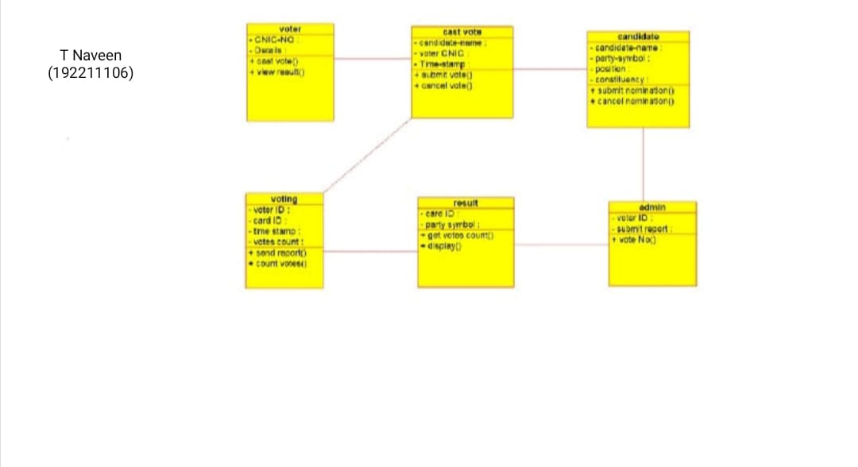 T Naveen
(192211106)
voter
- CNIC-NO :
- Details :
+ cast vote()
+ view result()
cast vote
- candidate-name :
- voter CNIC :
- Time-stamp :
+ submit vote()
+ cancel vote()
candidate
- candidate-name :
- party-symbol :
- position :
- constituency :
+ submit nomination()
+ cancel nomination()
voting
- voter ID :
- card ID :
- time stamp :
- votes count :
+ send report()
+ count votes()
result
- card ID :
- party symbol :
+ get votes count()
+ display()
admin
- voter ID :
- submit report :
+ vote No()